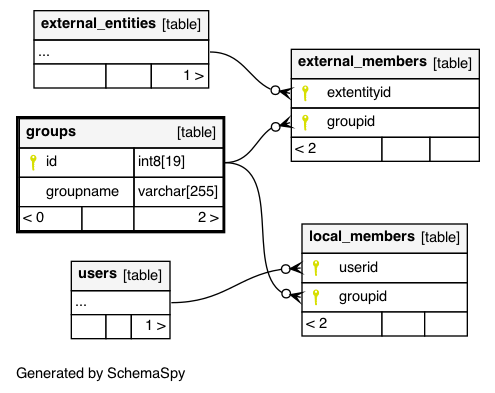 external_entities [table]
...
1 >
external_members [table]
extentityid
groupid
< 2
groups [table]
id int8[19]
groupname varchar[255]
< 0 2 >
local_members [table]
userid
groupid
< 2
users [table]
...
1 >
Generated by SchemaSpy